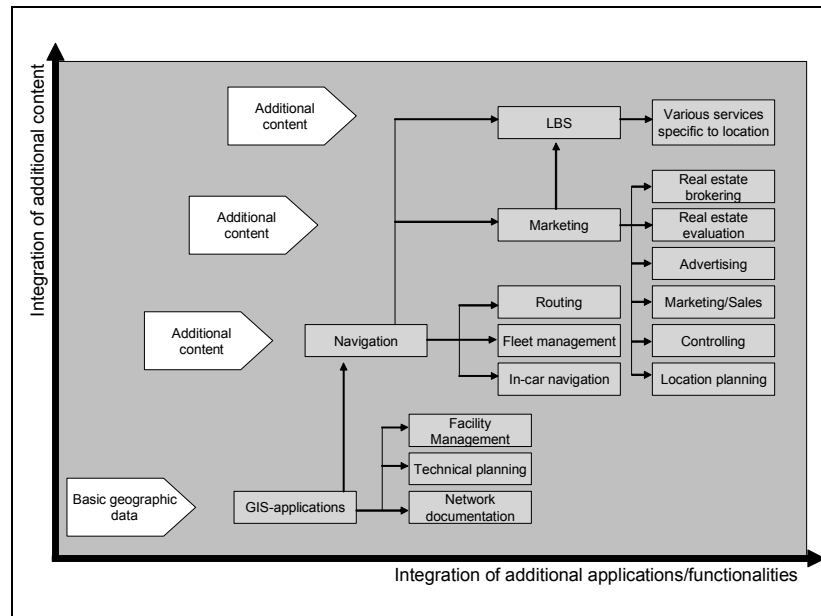 Integration of additional content
Additional
content
LBS
Various services
specific to location
Additional
content
Marketing
Real estate
brokering
Real estate
evaluation
Advertising
Marketing/Sales
Controlling
Location planning
Additional
content
Navigation
Routing
Fleet management
In-car navigation
Basic geographic
data
GIS-applications
Facility
Management
Technical planning
Network
documentation
Integration of additional applications/functionalities